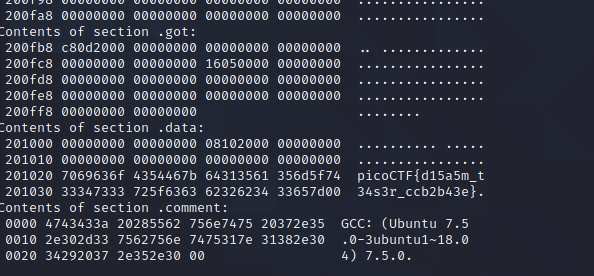 200f98 00000000 00000000 00000000 00000000 ................
200fa8 00000000 00000000 00000000 00000000 ................
Contents of section .got:
200fb8 c80d2000 00000000 00000000 00000000 .. .............
200fc8 00000000 00000000 16050000 00000000 ................
200fd8 00000000 00000000 00000000 00000000 ................
200fe8 00000000 00000000 00000000 00000000 ................
200ff8 00000000 00000000 ........
Contents of section .data:
201000 00000000 00000000 08102000 00000000 .......... .....
201010 00000000 00000000 00000000 00000000 ................
201020 7069636f 4354467b 64313561 356d5f74 picoCTF{d15a5m_t
201030 33347333 725f6363 62326234 33657d00 34s3r_ccb2b43e}.
Contents of section .comment:
0000 4743433a 20285562 756e7475 20372e35 GCC: (Ubuntu 7.5
0010 2e302d33 7562756e 7475317e 31382e30 .0-3ubuntu1~18.0
0020 34292037 2e352e30 00 4) 7.5.0.